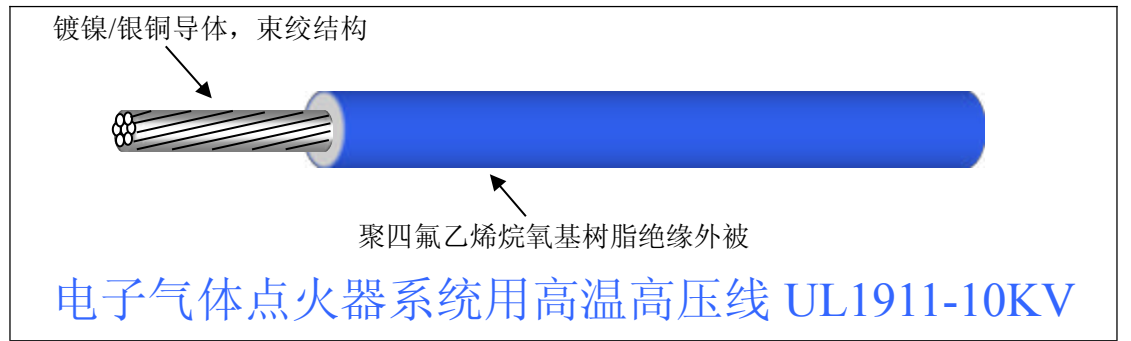 镀镍/银铜导体，束绞结构
聚四氟乙烯烷氧基树脂绝缘外被
电子气体点火器系统用高温高压线 UL1911-10KV